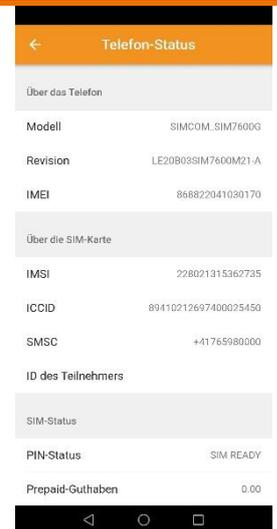 Telefon-Status
Über das Telefon
Modell SIMCOM_SIM7600G
Revision LE20B03SIM7600M21-A
IMEI 868822041030170
Über die SIM-Karte
IMSI 228021315362735
ICCID 89410212697400025450
SMSC +41765980000
ID des Teilnehmers
SIM-Status
PIN-Status SIM READY
Prepaid-Guthaben 0.00